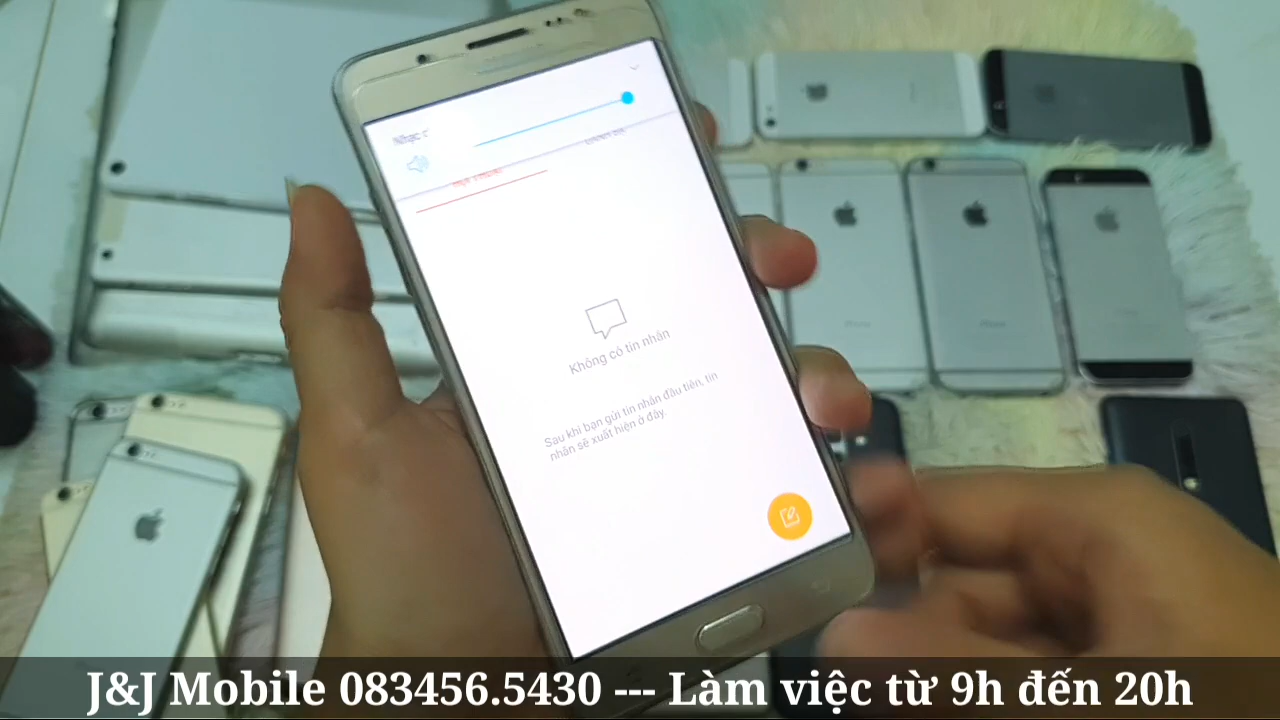 Không có tin nhắn
Sau khi bạn gửi tin nhắn đầu tiên, tin
nhắn sẽ xuất hiện ở đây.
J&J Mobile 083456.5430 --- Làm việc từ 9h đến 20h